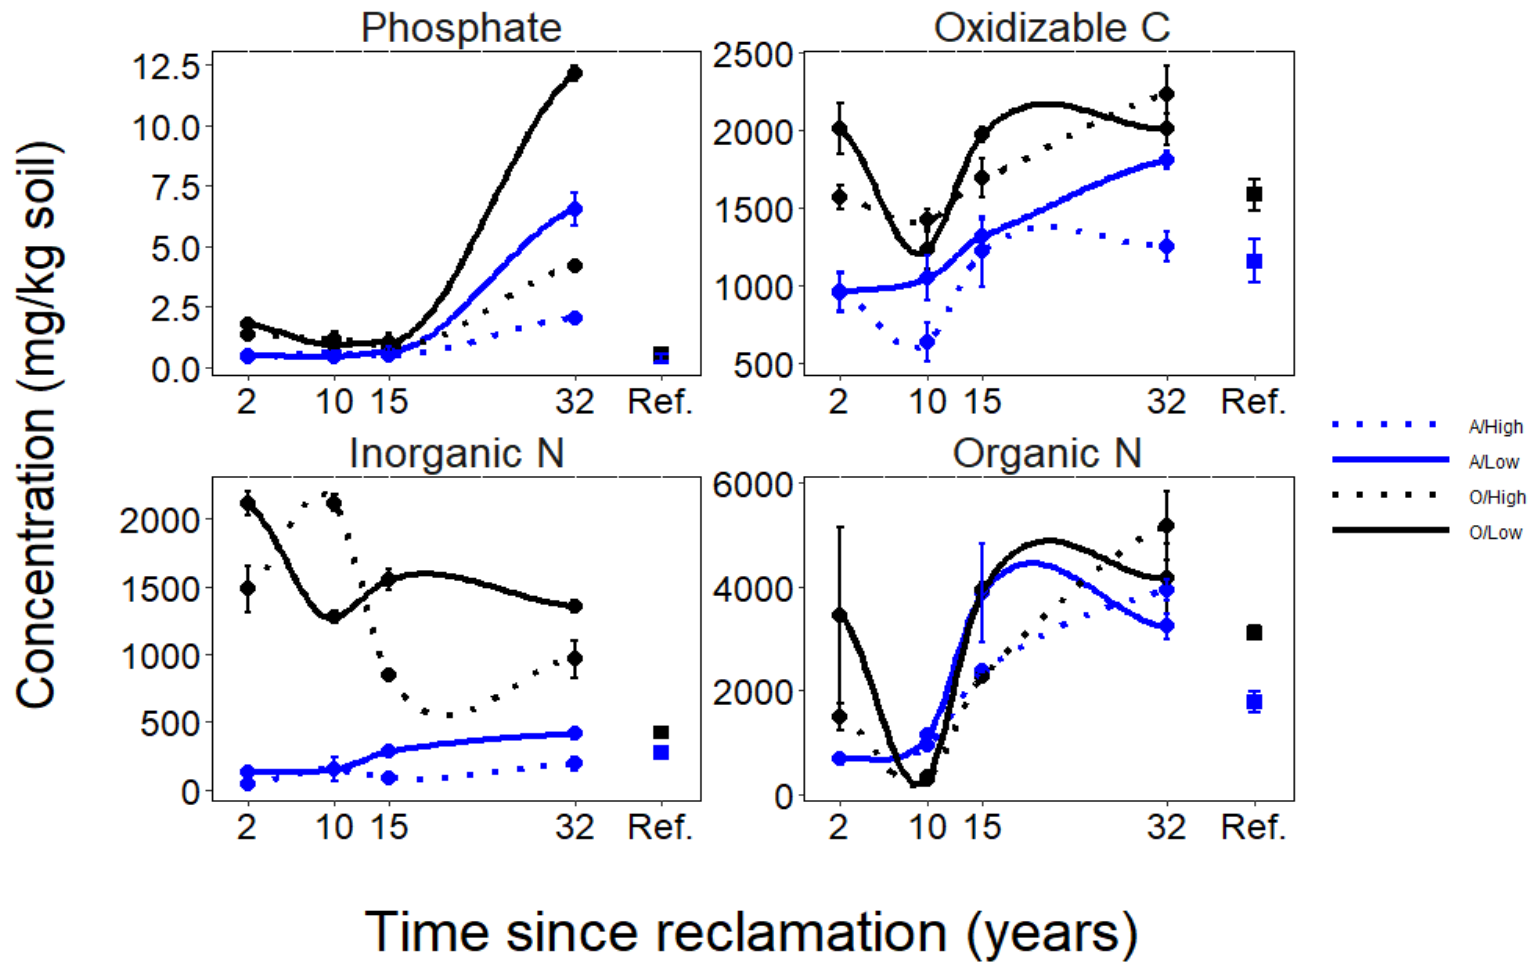 Concentration (mg/kg soil)
Phosphate
12.5
10.0
7.5
5.0
2.5
0.0
2 10 15 32 Ref.
Oxidizable C
2500
2000
1500
1000
500
2 10 15 32 Ref.
Inorganic N
2000
1500
1000
500
0
2 10 15 32 Ref.
Organic N
6000
4000
2000
0
2 10 15 32 Ref.
A/High
A/Low
O/High
O/Low
Time since reclamation (years)